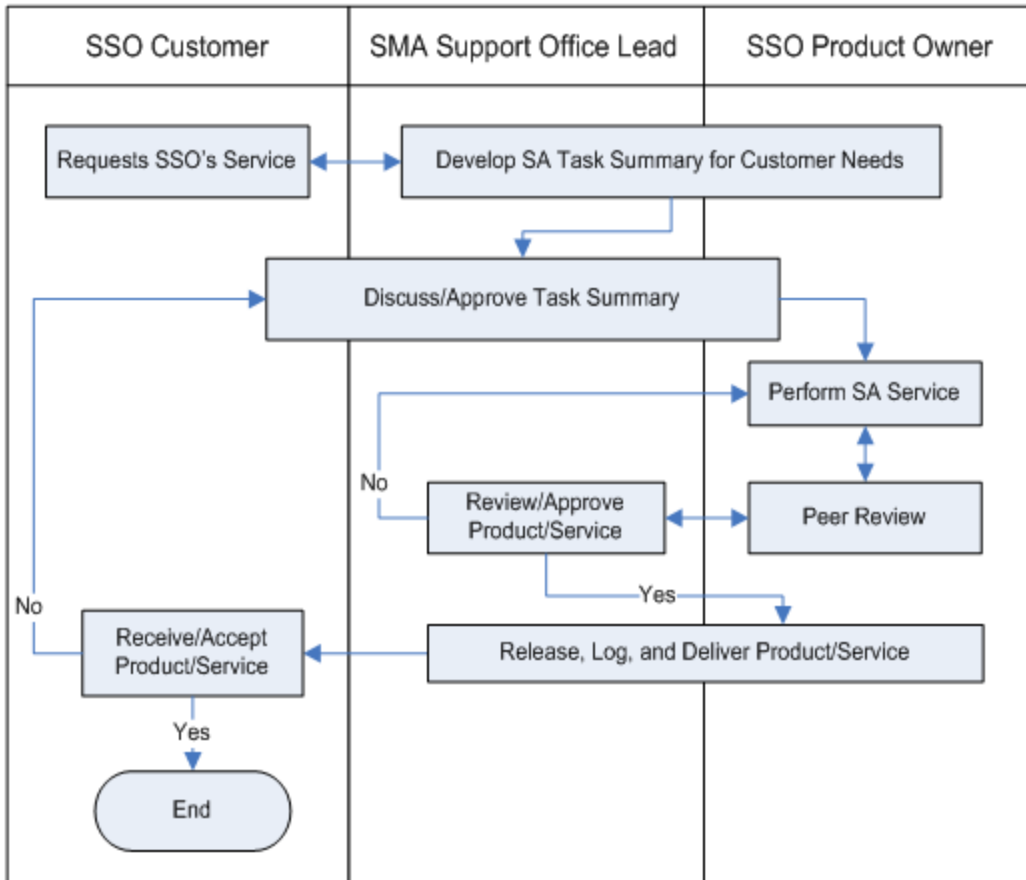 SSO Customer
SMA Support Office Lead
SSO Product Owner
Requests SSO's Service
Develop SA Task Summary for Customer Needs
Discuss/Approve Task Summary
Perform SA Service
No
Review/Approve
Product/Service
Peer Review
Yes
No
Receive/Accept
Product/Service
Release, Log, and Deliver Product/Service
Yes
End